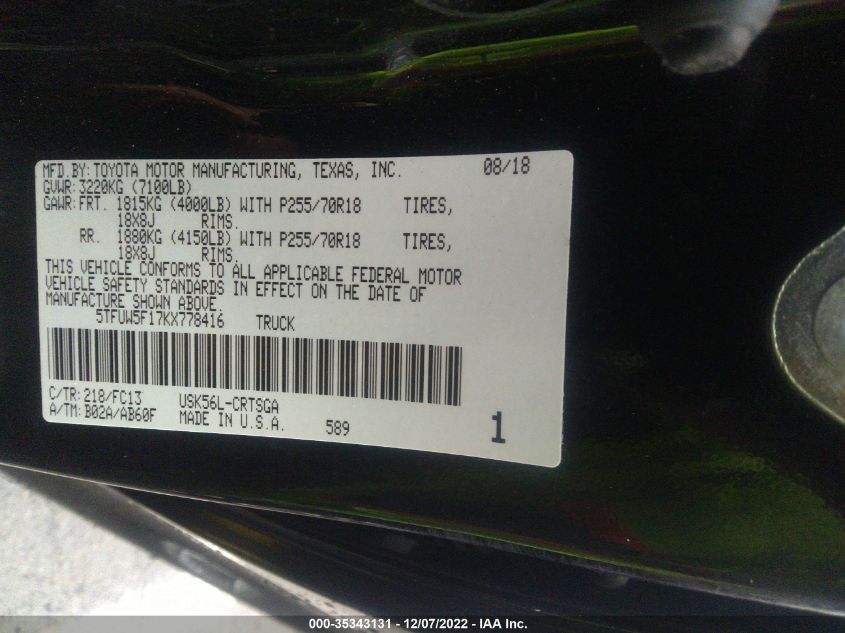 MFD.BY:TOYOTA MOTOR MANUFACTURING, TEXAS, INC. 08/18
GVWR:3220KG (7100LB)
GAWR:FRT. 1815KG (4000LB) WITH P255/70R18 TIRES,
18X8J RIMS.
RR. 1880KG (4150LB) WITH P255/70R18 TIRES,
18X8J RIMS.
THIS VEHICLE CONFORMS TO ALL APPLICABLE FEDERAL MOTOR
VEHICLE SAFETY STANDARDS IN EFFECT ON THE DATE OF
MANUFACTURE SHOWN ABOVE.
5TFUW5F17KX778416 TRUCK
C/TR:218/FC13 USK56L-CRTSGA
A/TM:B02A/AB60F MADE IN U.S.A. 589 1
000-35343131 - 12/07/2022 - IAA Inc.